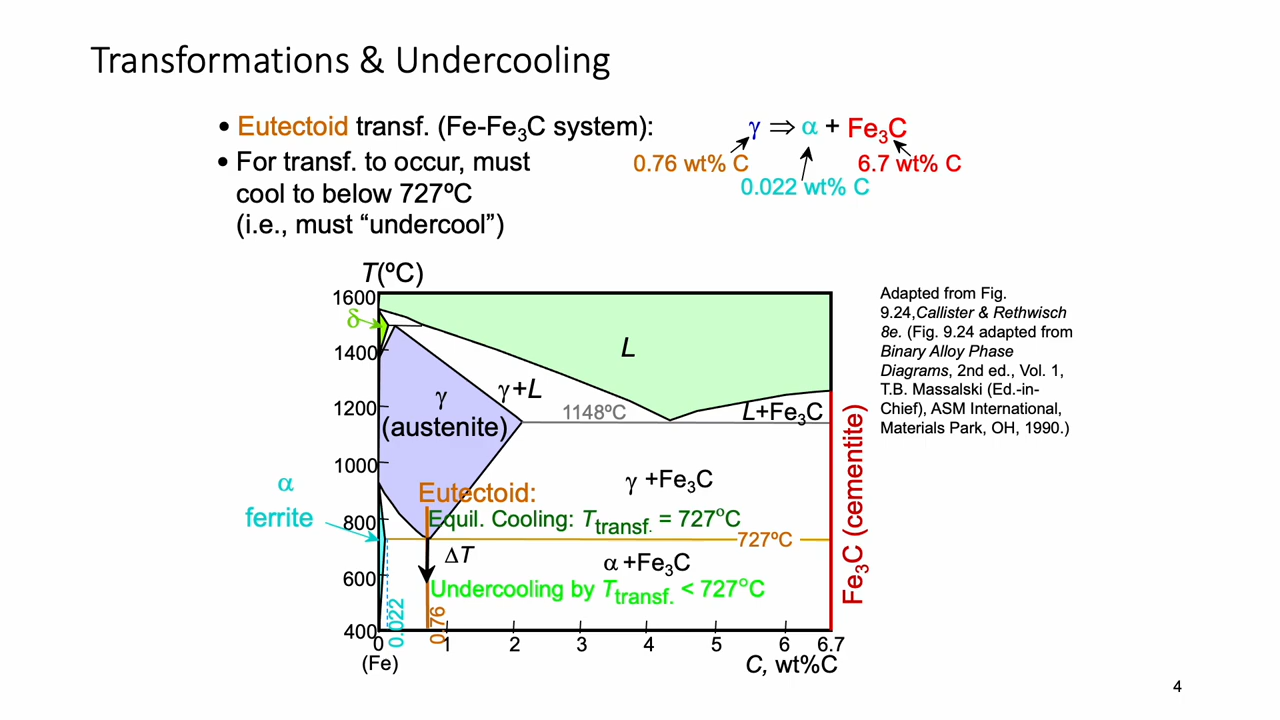 Transformations & Undercooling
• Eutectoid transf. (Fe-Fe₃C system):
γ ⇒ α + Fe₃C
0.76 wt% C
6.7 wt% C
0.022 wt% C
• For transf. to occur, must
cool to below 727ºC
(i.e., must “undercool”)
T(ºC)
1600
δ
L
1400
γ+L
γ
(austenite)
1200
1148ºC
L+Fe₃C
1000
γ +Fe₃C
α
ferrite
Eutectoid:
800
Equil. Cooling: Ttransf. = 727ºC
727ºC
ΔT
α +Fe₃C
600
Undercooling by Ttransf. < 727ºC
400
0.022
0.76
0
1
2
3
4
5
6
6.7
(Fe)
C, wt%C
Fe₃C (cementite)
Adapted from Fig.
9.24,Callister & Rethwisch
8e. (Fig. 9.24 adapted from
Binary Alloy Phase
Diagrams, 2nd ed., Vol. 1,
T.B. Massalski (Ed.-in-
Chief), ASM International,
Materials Park, OH, 1990.)
4